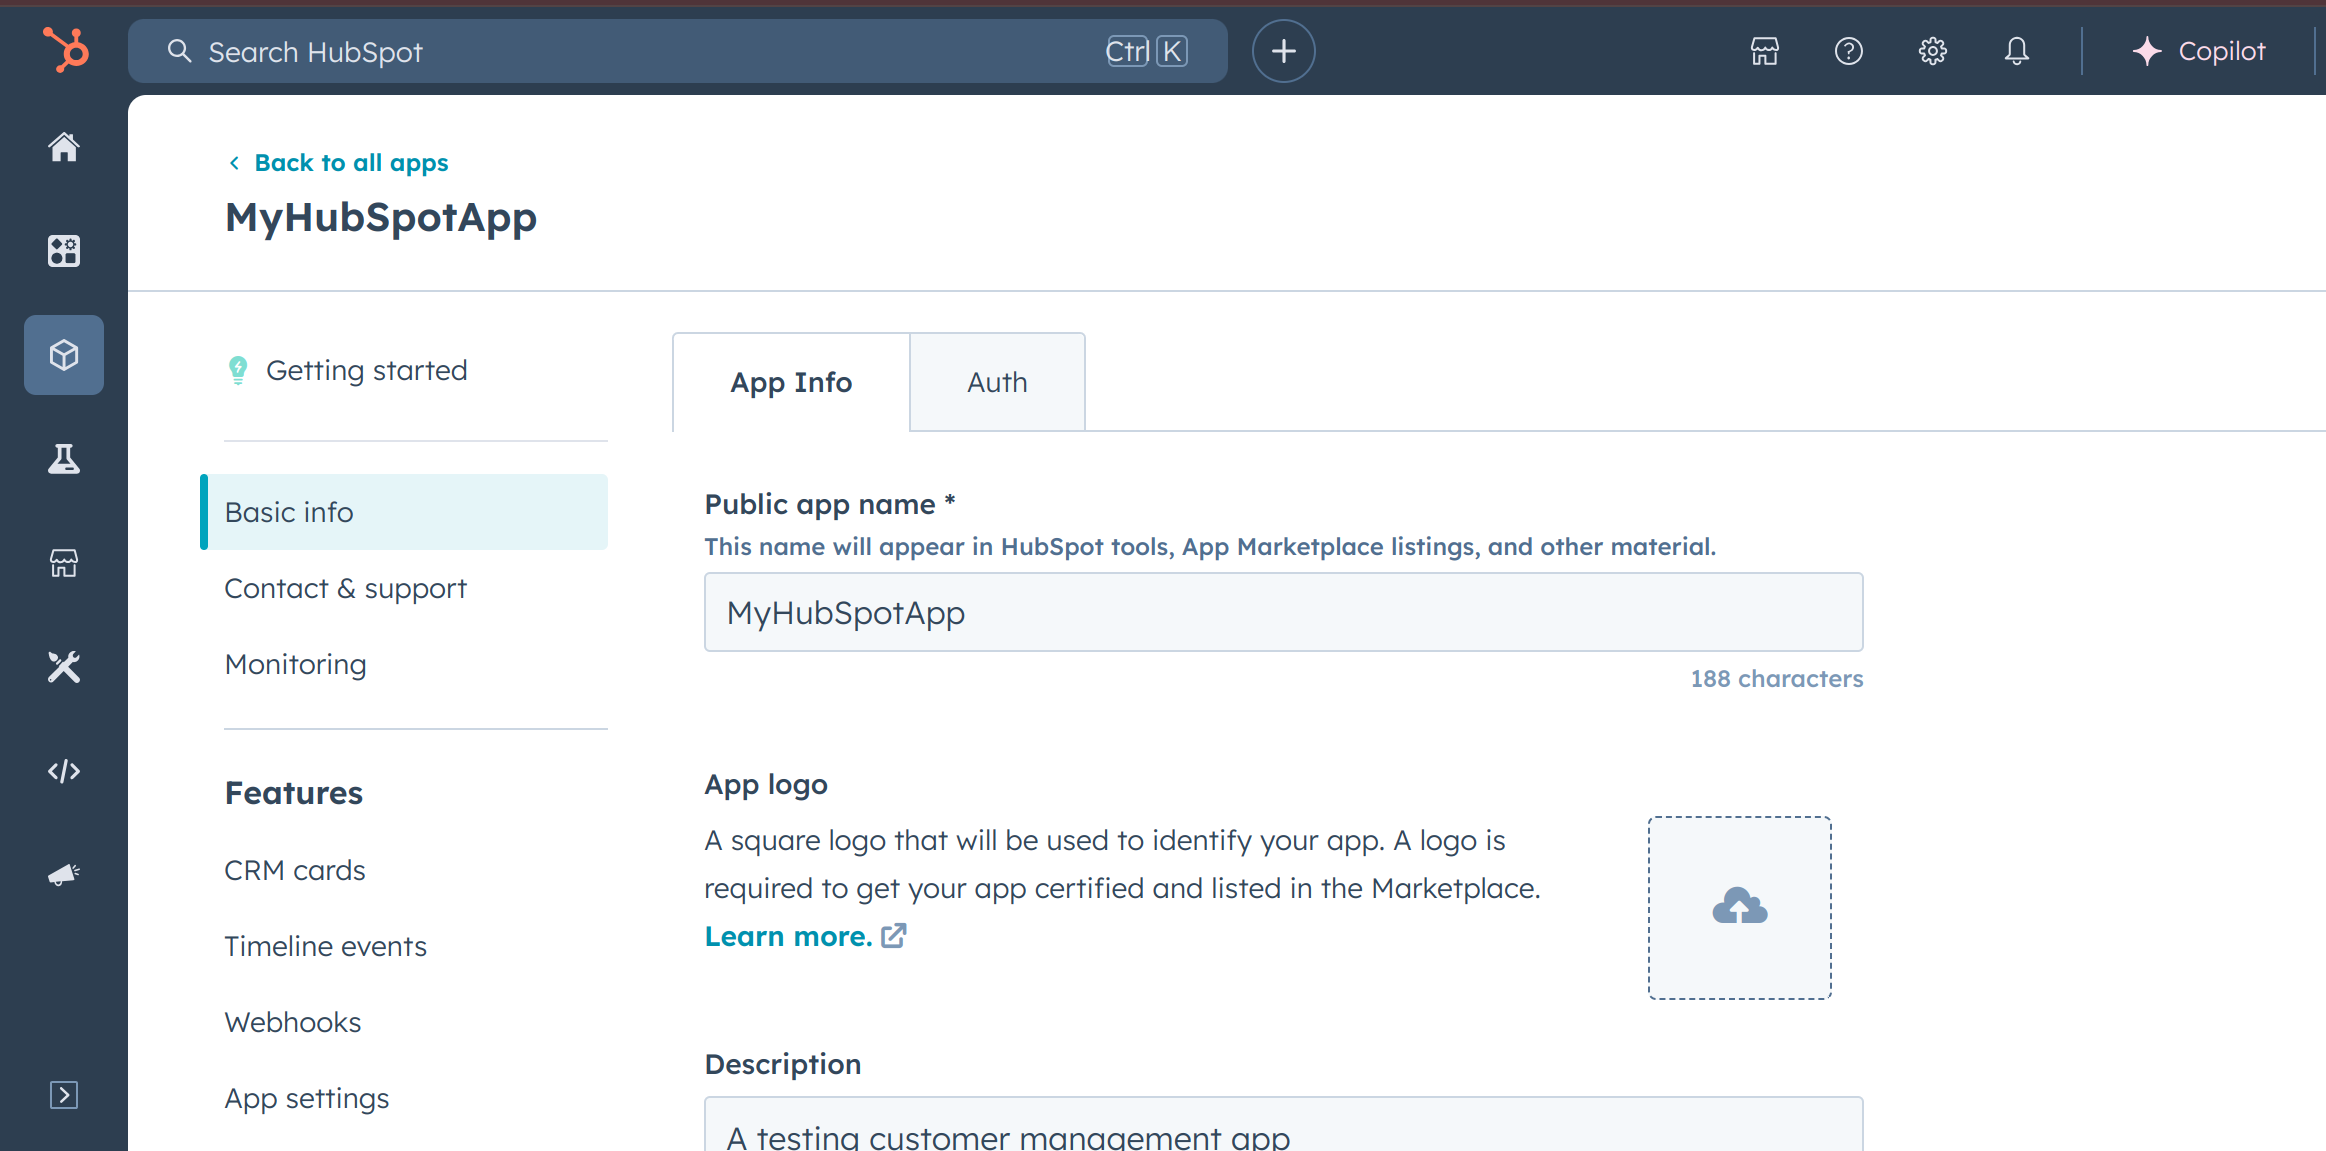 Search HubSpot
Ctrl K
Copilot
Back to all apps
MyHubSpotApp
Getting started
Basic info
Contact & support
Monitoring
Features
CRM cards
Timeline events
Webhooks
App settings
App Info
Auth
Public app name *
This name will appear in HubSpot tools, App Marketplace listings, and other material.
MyHubSpotApp
188 characters
App logo
A square logo that will be used to identify your app. A logo is
required to get your app certified and listed in the Marketplace.
Learn more.
Description
A testing customer management app